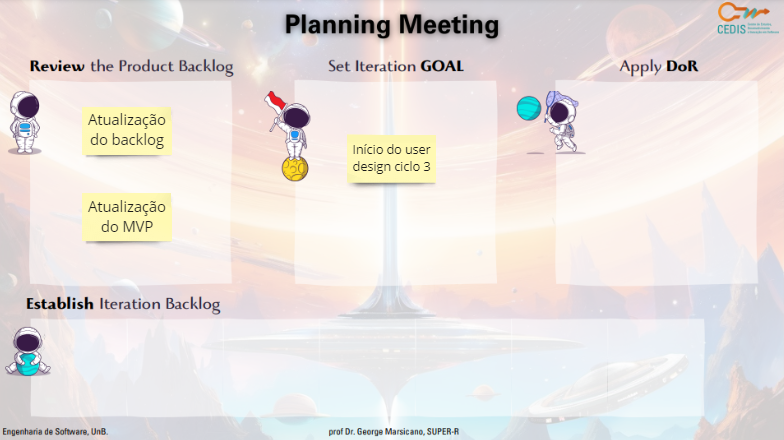 Planning Meeting
CEDIS
Review the Product Backlog
Set Iteration GOAL
Apply DoR
Atualização
do backlog
Início do user
design ciclo 3
Atualização
do MVP
Establish Iteration Backlog
Engenharia de Software, UnB.
prof Dr. George Marsicano, SUPER-R